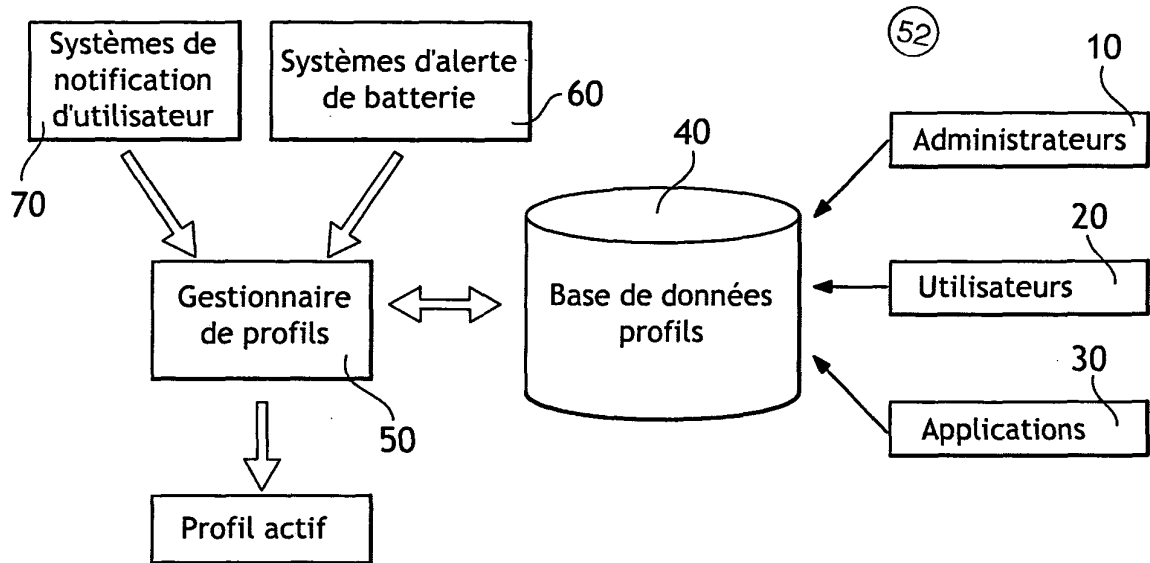 Systèmes de
notification
d'utilisateur
70
Systèmes d'alerte
de batterie
60
52
10
Administrateurs
40
Base de données
profils
20
Utilisateurs
30
Applications
Gestionnaire
de profils
50
Profil actif